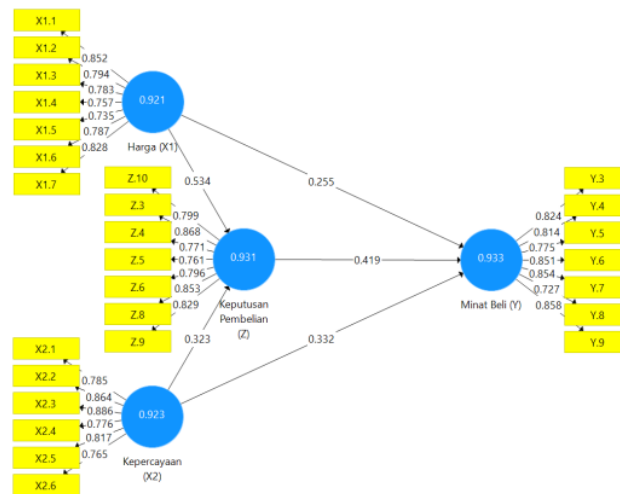 X1.1
X1.2
X1.3
X1.4
X1.5
X1.6
X1.7
0.852
0.794
0.783
0.757
0.735
0.787
0.828
0.921
Harga (X1)
0.534
0.255
Z.10
Z.3
Z.4
Z.5
Z.6
Z.8
Z.9
0.799
0.868
0.771
0.761
0.796
0.853
0.829
0.931
Keputusan
Pembelian
(Z)
0.419
0.323
0.332
X2.1
X2.2
X2.3
X2.4
X2.5
X2.6
0.785
0.864
0.886
0.776
0.817
0.765
0.923
Kepercayaan
(X2)
0.933
Minat Beli (Y)
0.824
0.814
0.775
0.851
0.854
0.727
0.858
Y.3
Y.4
Y.5
Y.6
Y.7
Y.8
Y.9